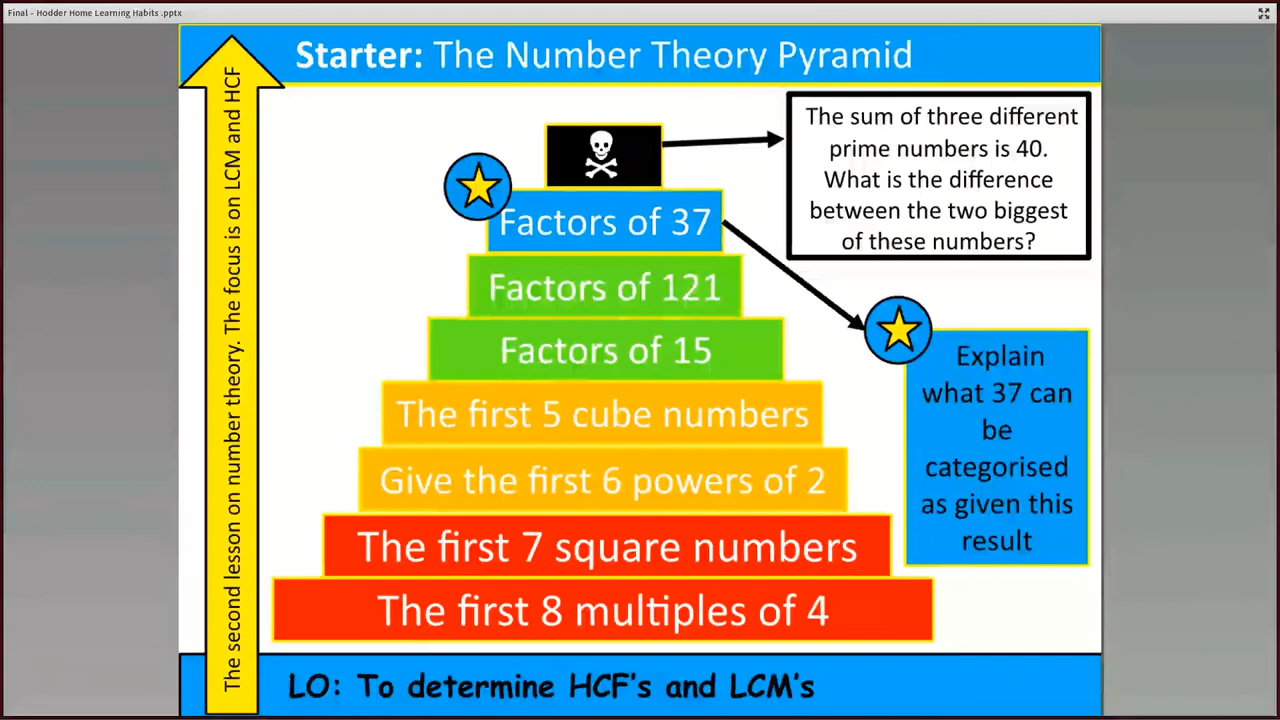 Final - Hodder Home Learning Habits .pptx
Starter: The Number Theory Pyramid
The second lesson on number theory. The focus is on LCM and HCF
The sum of three different
prime numbers is 40.
What is the difference
between the two biggest
of these numbers?
Factors of 37
Factors of 121
Factors of 15
The first 5 cube numbers
Give the first 6 powers of 2
The first 7 square numbers
The first 8 multiples of 4
Explain
what 37 can
be
categorised
as given this
result
LO: To determine HCF's and LCM's